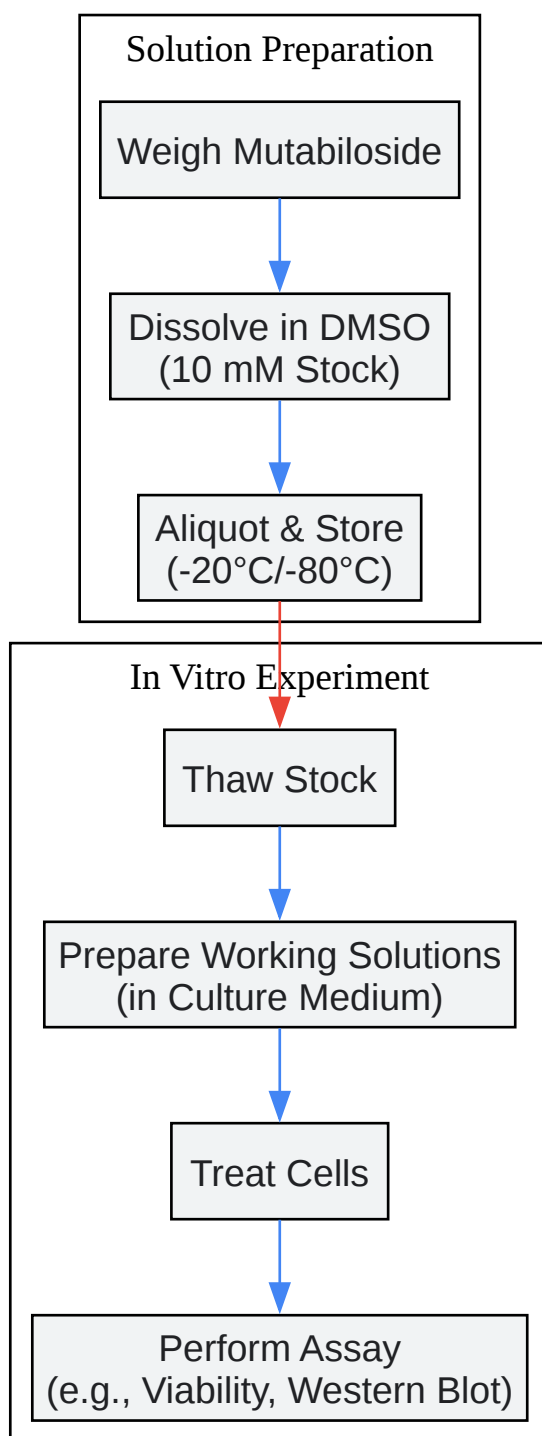 Solution Preparation
Weigh Mutabiloside
Dissolve in DMSO
(10 mM Stock)
Aliquot & Store
(-20°C/-80°C)
In Vitro Experiment
Thaw Stock
Prepare Working Solutions
(in Culture Medium)
Treat Cells
Perform Assay
(e.g., Viability, Western Blot)